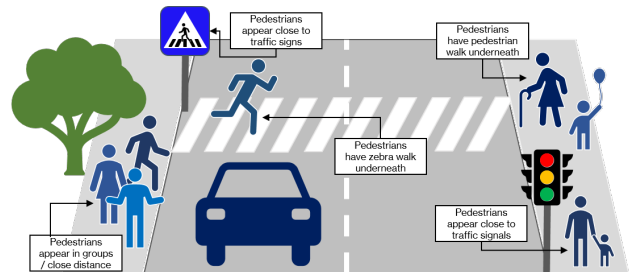 Pedestrians
appear close to
traffic signs
Pedestrians
have pedestrian
walk underneath
Pedestrians
have zebra walk
underneath
Pedestrians
appear close to
traffic signals
Pedestrians
appear in groups
/ close distance